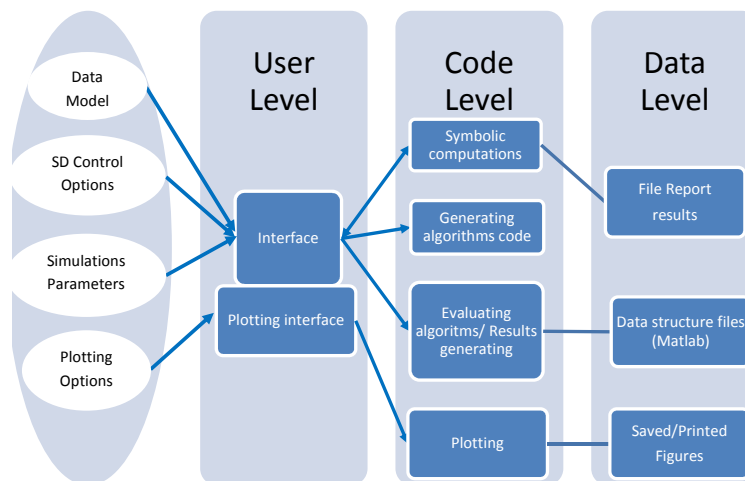 Data
Model
SD Control
Options
Simulations
Parameters
Plotting
Options
User
Level
Interface
Plotting interface
Code
Level
Symbolic
computations
Generating
algorithms code
Evaluating
algoritms/ Results
generating
Plotting
Data
Level
File Report
results
Data structure files
(Matlab)
Saved/Printed
Figures